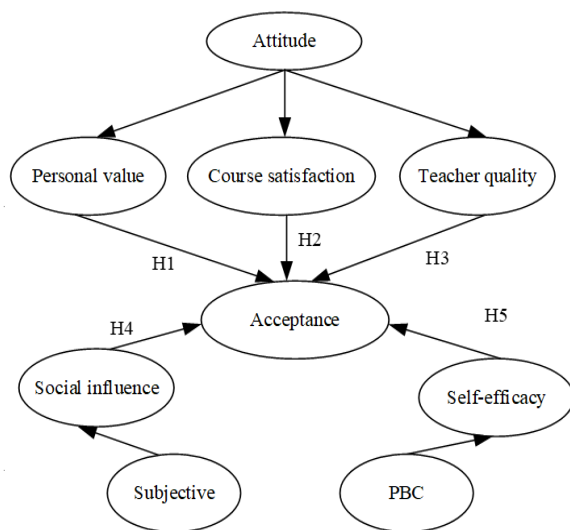 Attitude
Personal value
Course satisfaction
Teacher quality
H1
H2
H3
Acceptance
H4
H5
Social influence
Self-efficacy
Subjective
PBC